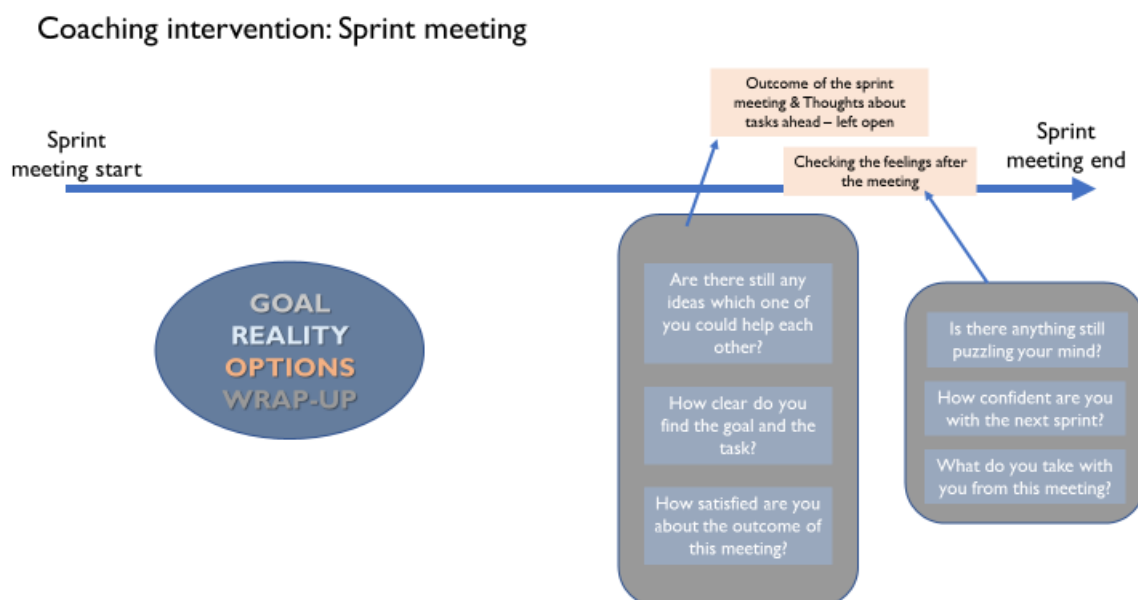 Coaching intervention: Sprint meeting
Outcome of the sprint
meeting & Thoughts about
tasks ahead – left open
Sprint
meeting start
Sprint
meeting end
Checking the feelings after
the meeting
GOAL
REALITY
OPTIONS
WRAP-UP
Are there still any
ideas which one of
you could help each
other?
How clear do you
find the goal and the
task?
How satisfied are you
about the outcome of
this meeting?
Is there anything still
puzzling your mind?
How confident are you
with the next sprint?
What do you take with
you from this meeting?